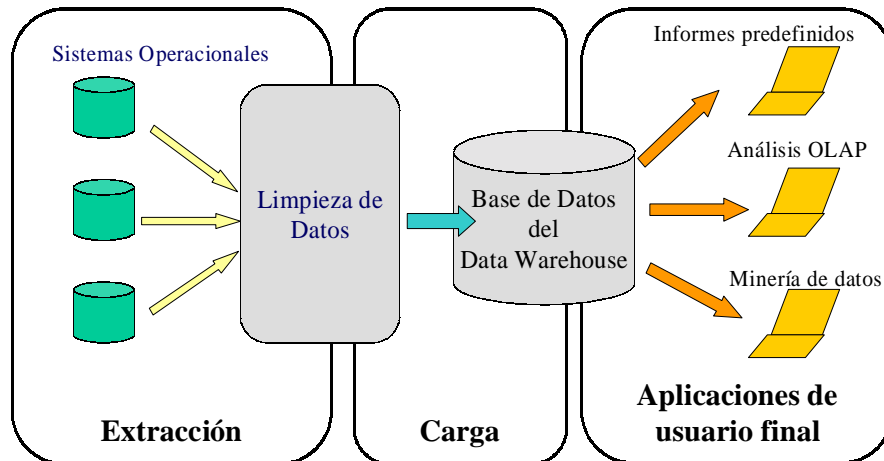 Sistemas Operacionales
Limpieza de
Datos
Extracción
Base de Datos
del
Data Warehouse
Carga
Informes predefinidos
Análisis OLAP
Minería de datos
Aplicaciones de
usuario final